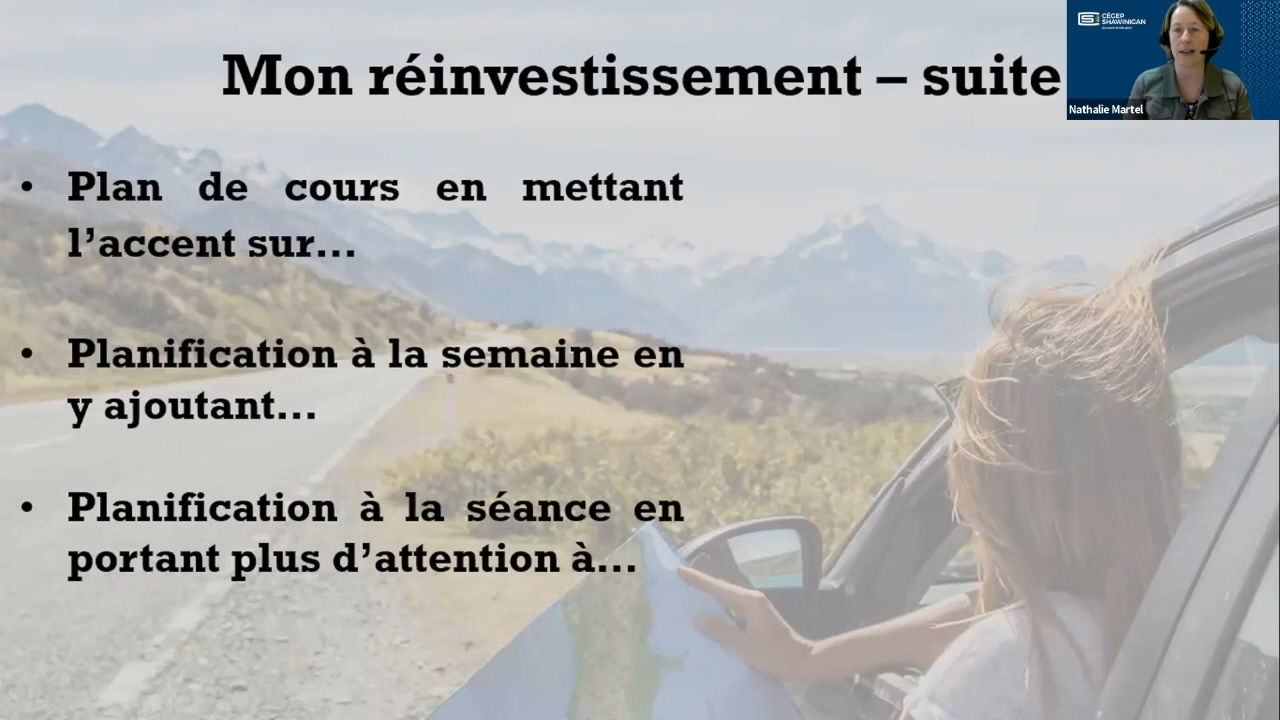 Mon réinvestissement – suite
CÉGEP
SHAWINIGAN
Nathalie Martel
• Plan de cours en mettant
l’accent sur…
• Planification à la semaine en
y ajoutant…
• Planification à la séance en
portant plus d’attention à…